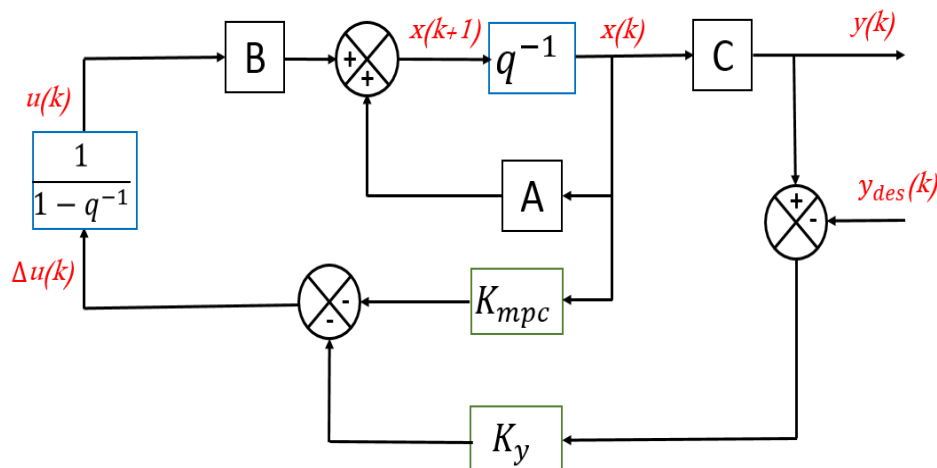 x(k+1)
x(k)
y(k)
B
+
+
q⁻¹
C
u(k)
1
1 − q⁻¹
A
y_des(k)
+
-
Δu(k)
-
-
K_mpc
K_y